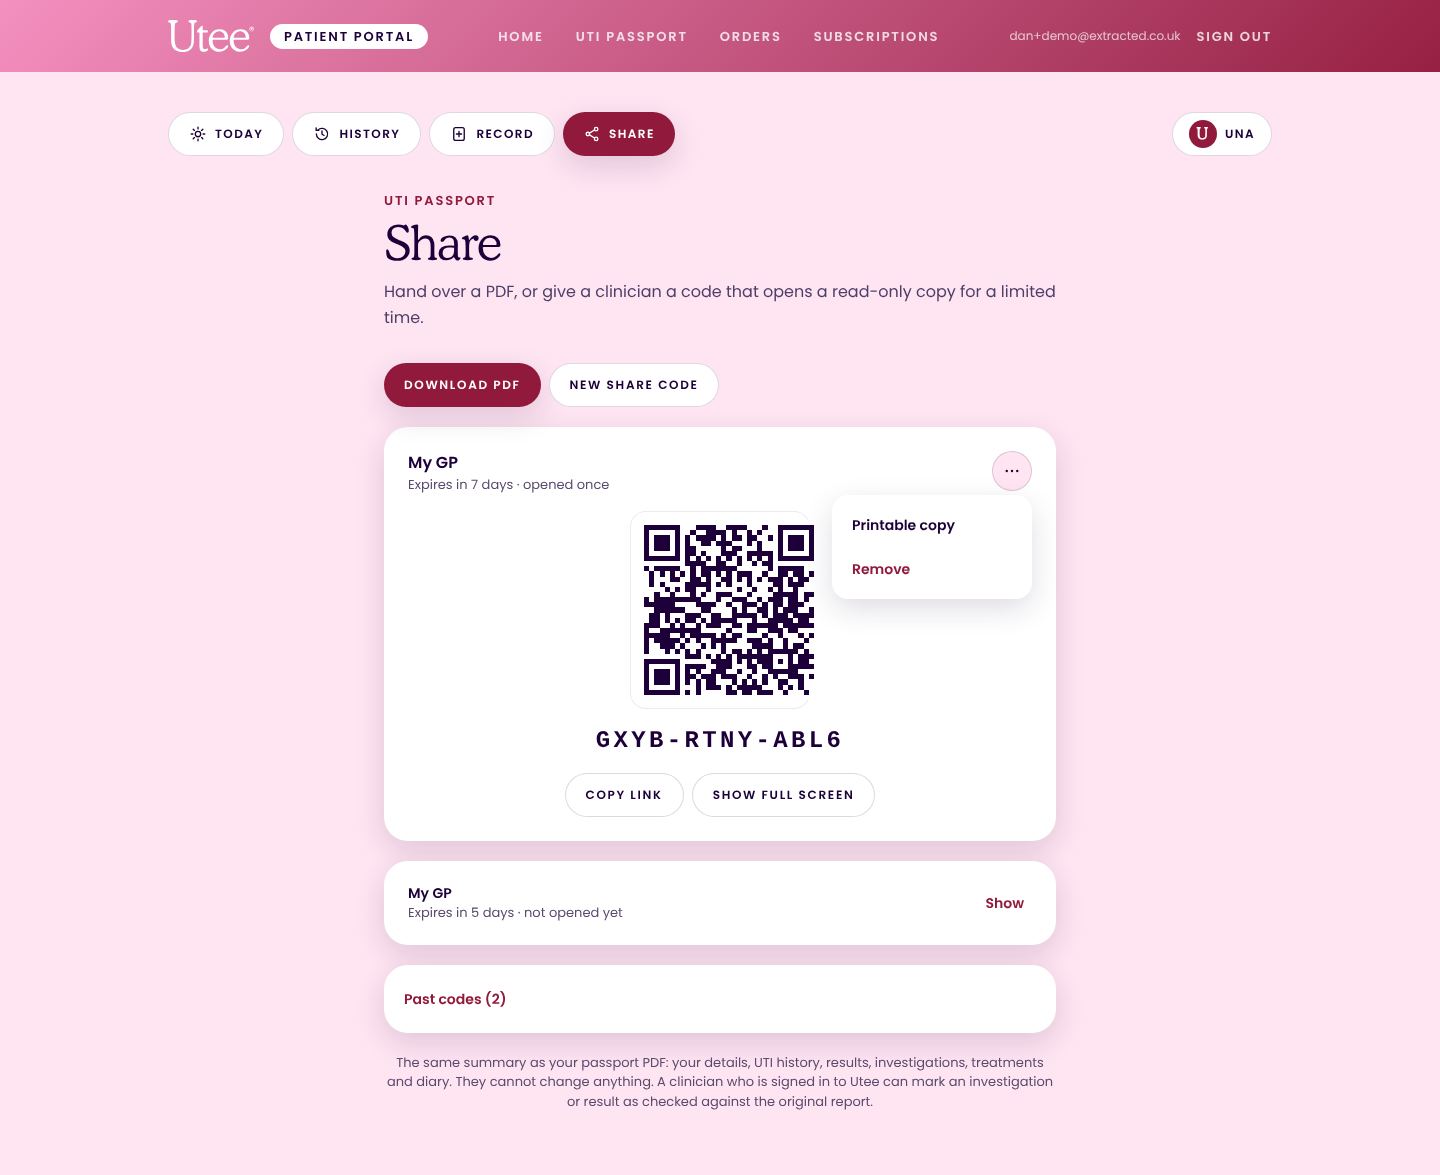 Utee®
PATIENT PORTAL
HOME
UTI PASSPORT
ORDERS
SUBSCRIPTIONS
dan+demo@extracted.co.uk
SIGN OUT
TODAY
HISTORY
RECORD
SHARE
U
UNA
UTI PASSPORT
Share
Hand over a PDF, or give a clinician a code that opens a read-only copy for a limited
time.
DOWNLOAD PDF
NEW SHARE CODE
My GP
Expires in 7 days · opened once
Printable copy
Remove
GXYB-RTNY-ABL6
COPY LINK
SHOW FULL SCREEN
My GP
Expires in 5 days · not opened yet
Show
Past codes (2)
The same summary as your passport PDF: your details, UTI history, results, investigations, treatments
and diary. They cannot change anything. A clinician who is signed in to Utee can mark an investigation
or result as checked against the original report.